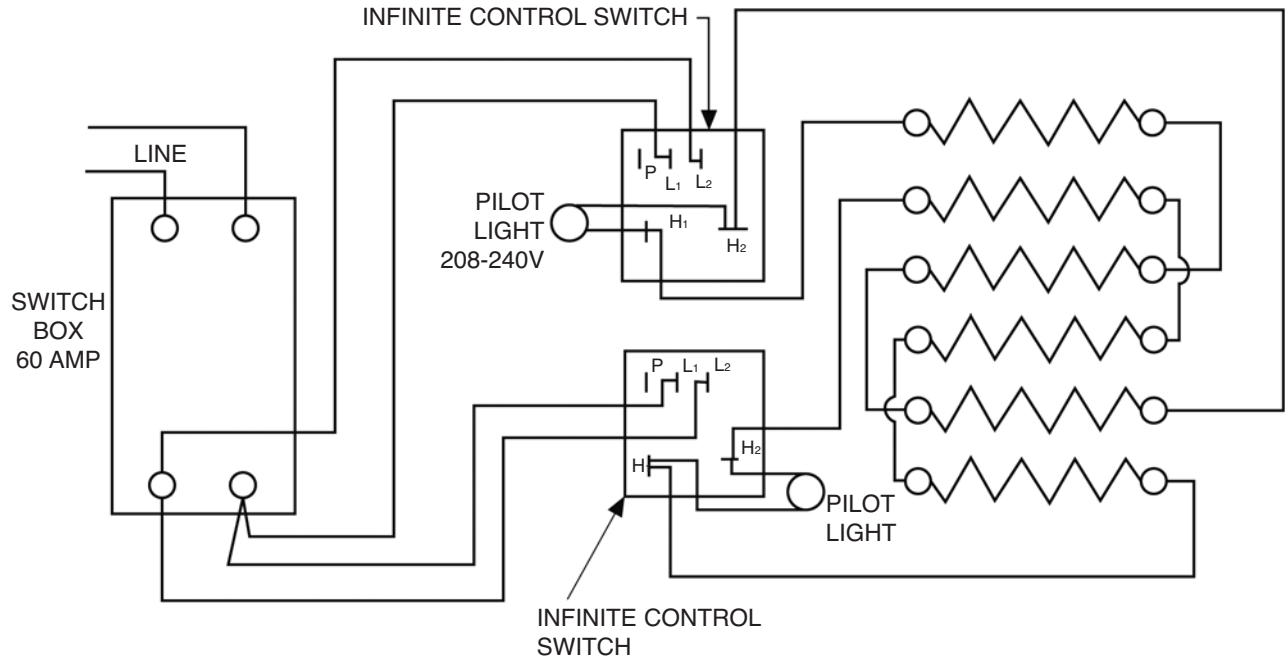 INFINITE CONTROL SWITCH
LINE
P
L1
L2
PILOT
LIGHT
208-240V
H1
H2
SWITCH
BOX
60 AMP
P
L1
L2
H2
H
PILOT
LIGHT
INFINITE CONTROL
SWITCH